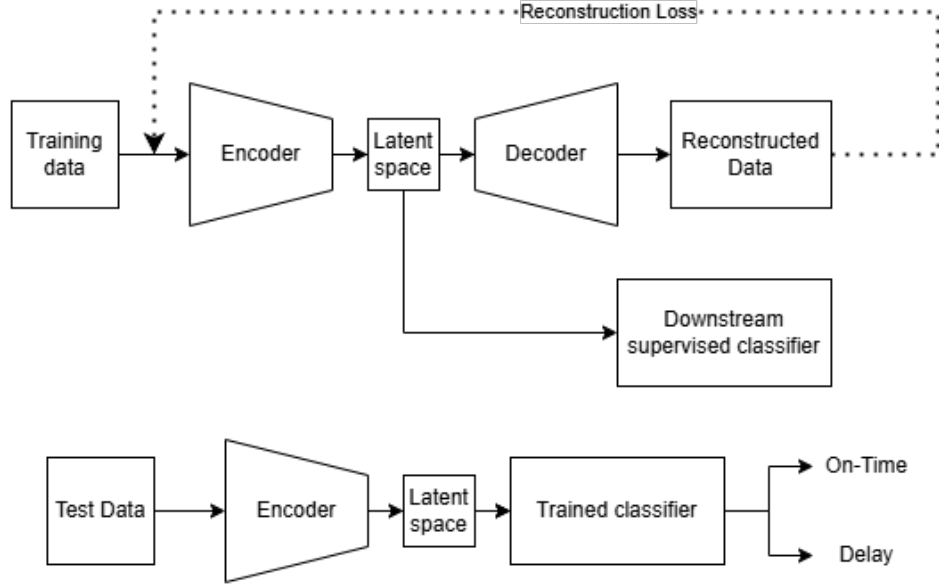 Reconstruction Loss
Training
data
Encoder
Latent
space
Decoder
Reconstructed
Data
Downstream
supervised classifier
Test Data
Encoder
Latent
space
Trained classifier
On-Time
Delay